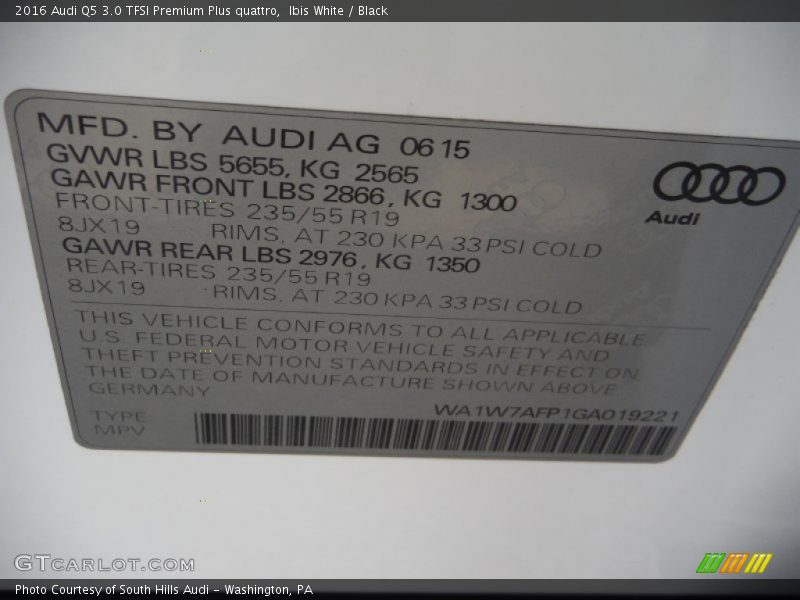 2016 Audi Q5 3.0 TFSI Premium Plus quattro,  Ibis White / Black
MFD. BY AUDI AG 06 15
GVWR LBS 5655, KG 2565
GAWR FRONT LBS 2866, KG 1300
FRONT-TIRES 235/55 R19
8JX19 RIMS, AT 230 KPA 33 PSI COLD
GAWR REAR LBS 2976, KG 1350
REAR-TIRES 235/55 R19
8JX19 RIMS, AT 230 KPA 33 PSI COLD
Audi
THIS VEHICLE CONFORMS TO ALL APPLICABLE
U.S. FEDERAL MOTOR VEHICLE SAFETY AND
THEFT PREVENTION STANDARDS IN EFFECT ON
THE DATE OF MANUFACTURE SHOWN ABOVE
GERMANY
WA1W7AFP1GA019221
TYPE
MPV
GTCARLOT.COM
Photo Courtesy of South Hills Audi - Washington, PA